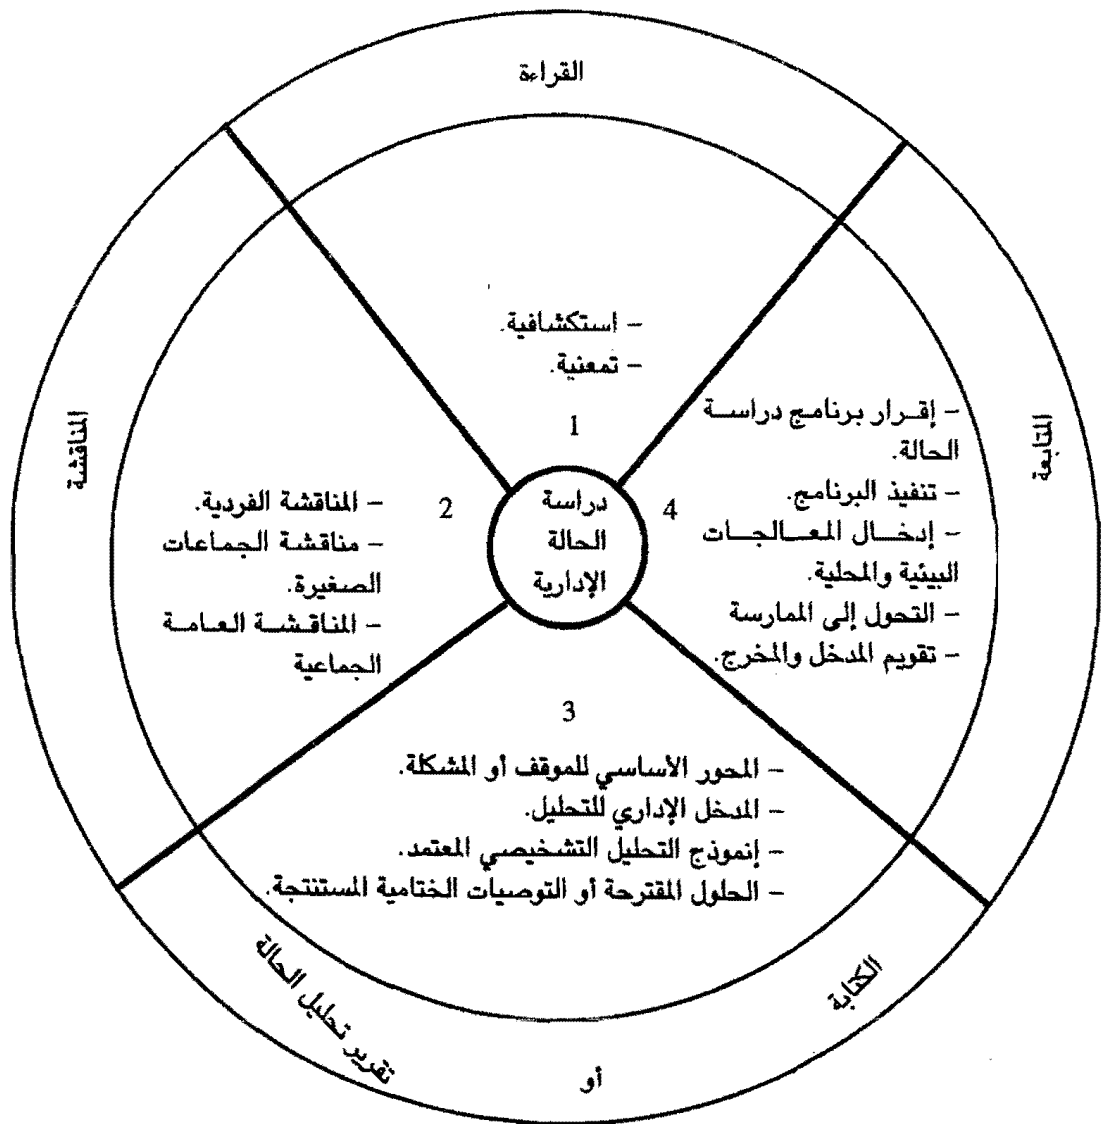 القراءة
– استكشافية.
– تمعنية.
1
المناقشة
2
– المناقشة الفردية.
– مناقشة الجماعات
الصغيرة.
– المناقشة العامة
الجماعية
دراسة
الحالة
الإدارية
المتابعة
4
– إقرار برنامج دراسة
الحالة.
– تنفيذ البرنامج.
– إدخال المعالجات
البيئية والمحلية.
– التحول إلى الممارسة
– تقويم المدخل والمخرج.
3
– المحور الأساسي للموقف أو المشكلة.
– المدخل الإداري للتحليل.
– إنموذج التحليل التشخيصي المعتمد.
– الحلول المقترحة أو التوصيات الختامية المستنتجة.
الكتابة
أو
تقرير تحليل الحالة